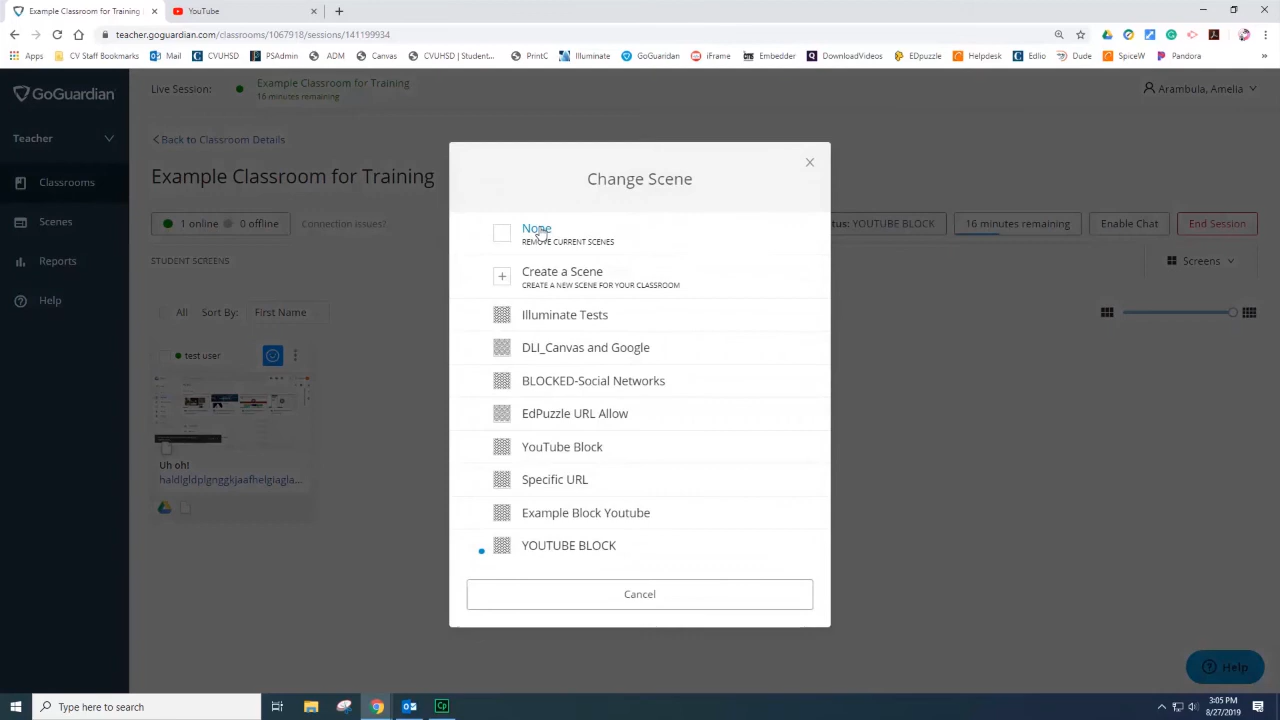 Example Classroom for Training
YouTube
teacher.goguardian.com/classrooms/1067918/sessions/141199934
Apps
CV Staff Bookmarks
Mail
CVUHSD
PSAdmin
ADM
Canvas
CVUHSD | Student...
PrintC
Illuminate
GoGuardian
iFrame
Embedder
DownloadVideos
EDpuzzle
Helpdesk
Edlio
Dude
SpiceW
Pandora
»
GoGuardian
Live Session:
Example Classroom for Training
16 minutes remaining
Arambula, Amelia
Teacher
Back to Classroom Details
Classrooms
Scenes
Reports
Help
Example Classroom for Training
1 online 0 offline
Connection issues?
tus: YOUTUBE BLOCK
16 minutes remaining
Enable Chat
End Session
STUDENT SCREENS
Screens
All
Sort By:
First Name
test user
Uh oh!
Change Scene
None
REMOVE CURRENT SCENES
Create a Scene
CREATE A NEW SCENE FOR YOUR CLASSROOM
Illuminate Tests
DLI_Canvas and Google
BLOCKED-Social Networks
EdPuzzle URL Allow
YouTube Block
Specific URL
Example Block Youtube
YOUTUBE BLOCK
Cancel
Help
Type here to search
Cp
3:05 PM
8/27/2019